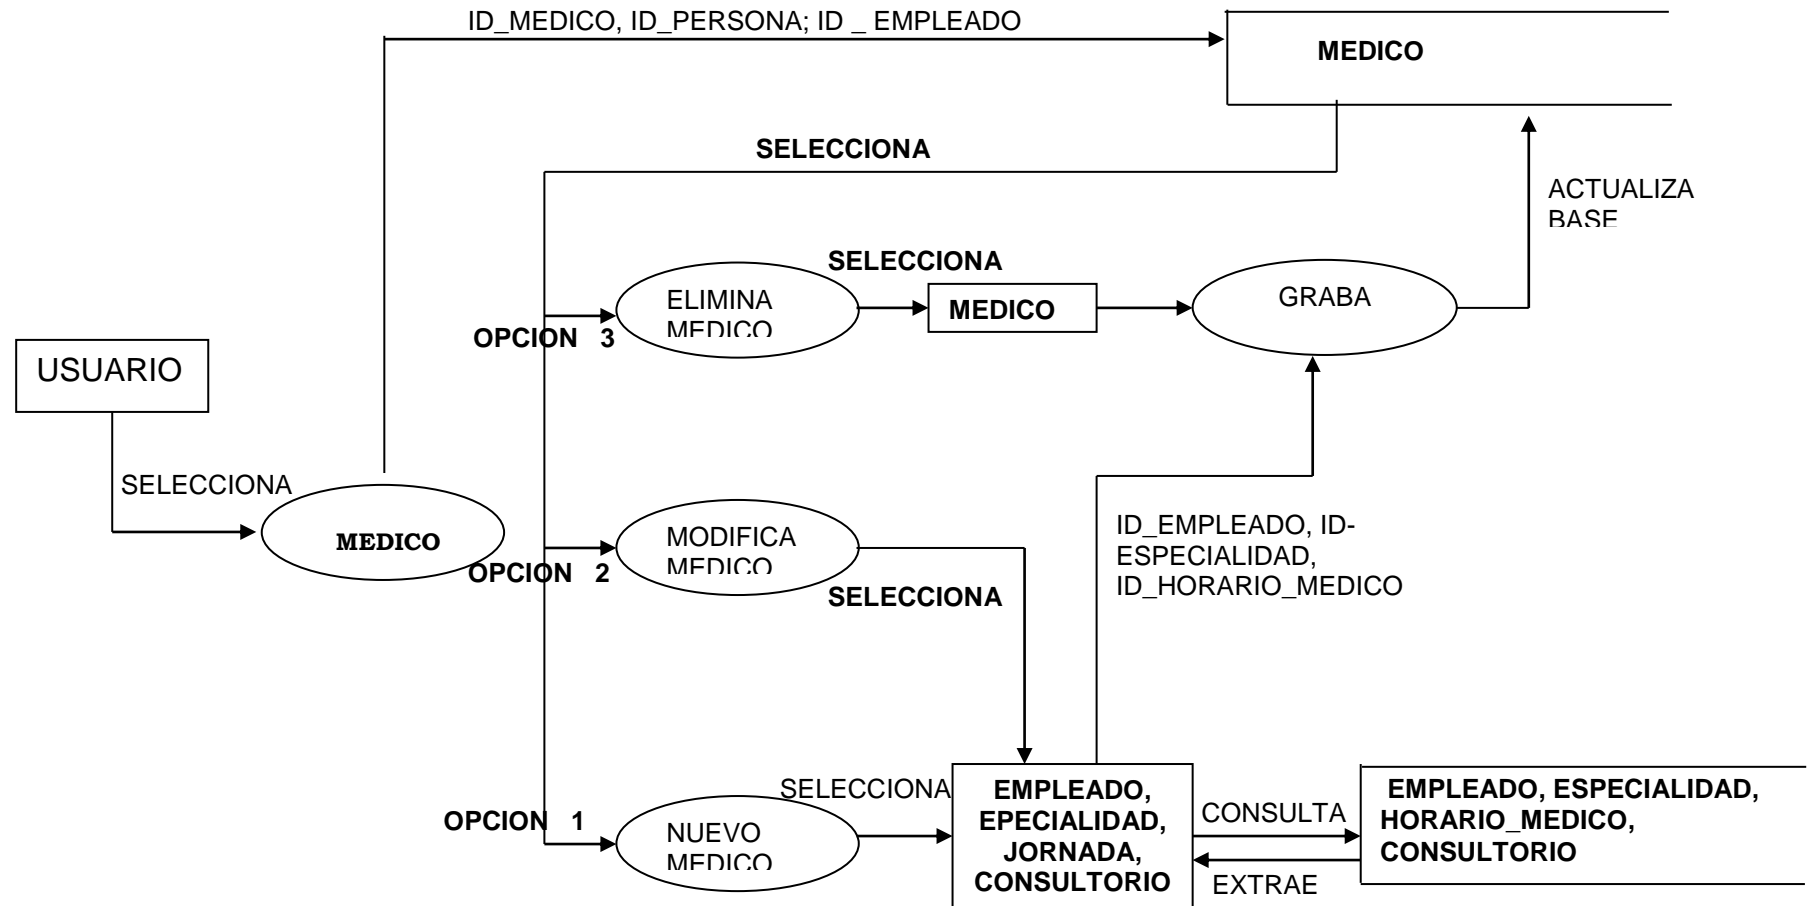 ID_MEDICO, ID_PERSONA; ID _ EMPLEADO
MEDICO
SELECCIONA
ACTUALIZA
BASE
SELECCIONA
ELIMINA
MEDICO
MEDICO
GRABA
OPCION 3
USUARIO
SELECCIONA
MEDICO
MODIFICA
MEDICO
OPCION 2
SELECCIONA
ID_EMPLEADO, ID-
ESPECIALIDAD,
ID_HORARIO_MEDICO
OPCION 1
NUEVO
MEDICO
SELECCIONA
EMPLEADO,
EPECIALIDAD,
JORNADA,
CONSULTORIO
CONSULTA
EXTRAE
EMPLEADO, ESPECIALIDAD,
HORARIO_MEDICO,
CONSULTORIO